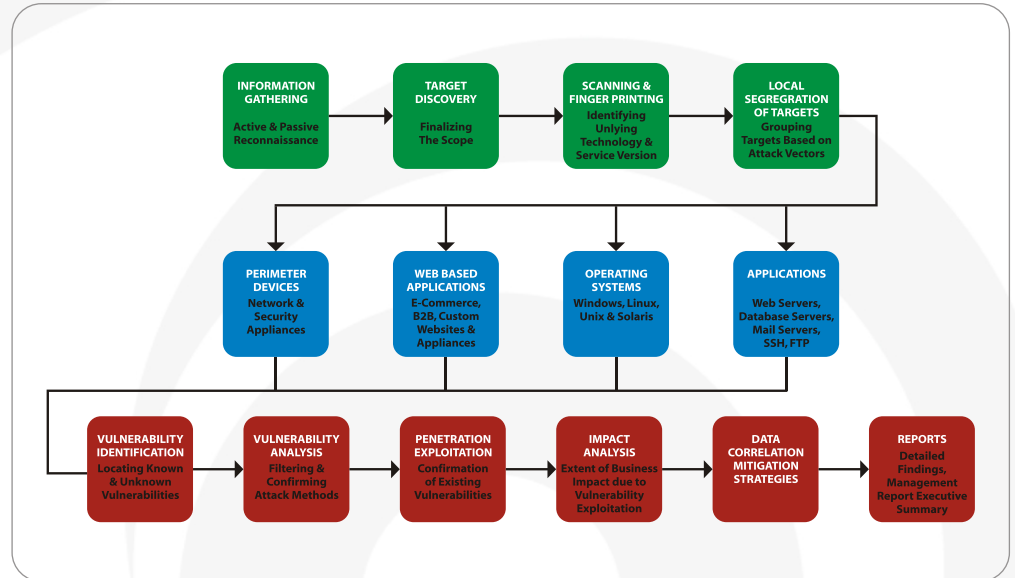 INFORMATION
GATHERING
Active & Passive
Reconnaissance
TARGET
DISCOVERY
Finalizing
The Scope
SCANNING &
FINGER PRINTING
Identifying
Unlying
Technology &
Service Version
LOCAL
SEGREGRATION
OF TARGETS
Grouping
Targets Based on
Attack Vectors
PERIMETER
DEVICES
Network &
Security
Appliances
WEB BASED
APPLICATIONS
E-Commerce,
B2B, Custom
Websites &
Appliances
OPERATING
SYSTEMS
Windows, Linux,
Unix & Solaris
APPLICATIONS
Web Servers,
Database Servers,
Mail Servers,
SSH, FTP
VULNERABILITY
IDENTIFICATION
Locating Known
& Unknown
Vulnerabilities
VULNERABILITY
ANALYSIS
Filtering &
Confirming
Attack Methods
PENETRATION
EXPLOITATION
Confirmation
of Existing
Vulnerabilities
IMPACT
ANALYSIS
Extent of Business
Impact due to
Vulnerability
Exploitation
DATA
CORRELATION
MITIGATION
STRATEGIES
REPORTS
Detailed
Findings,
Management
Report Executive
Summary